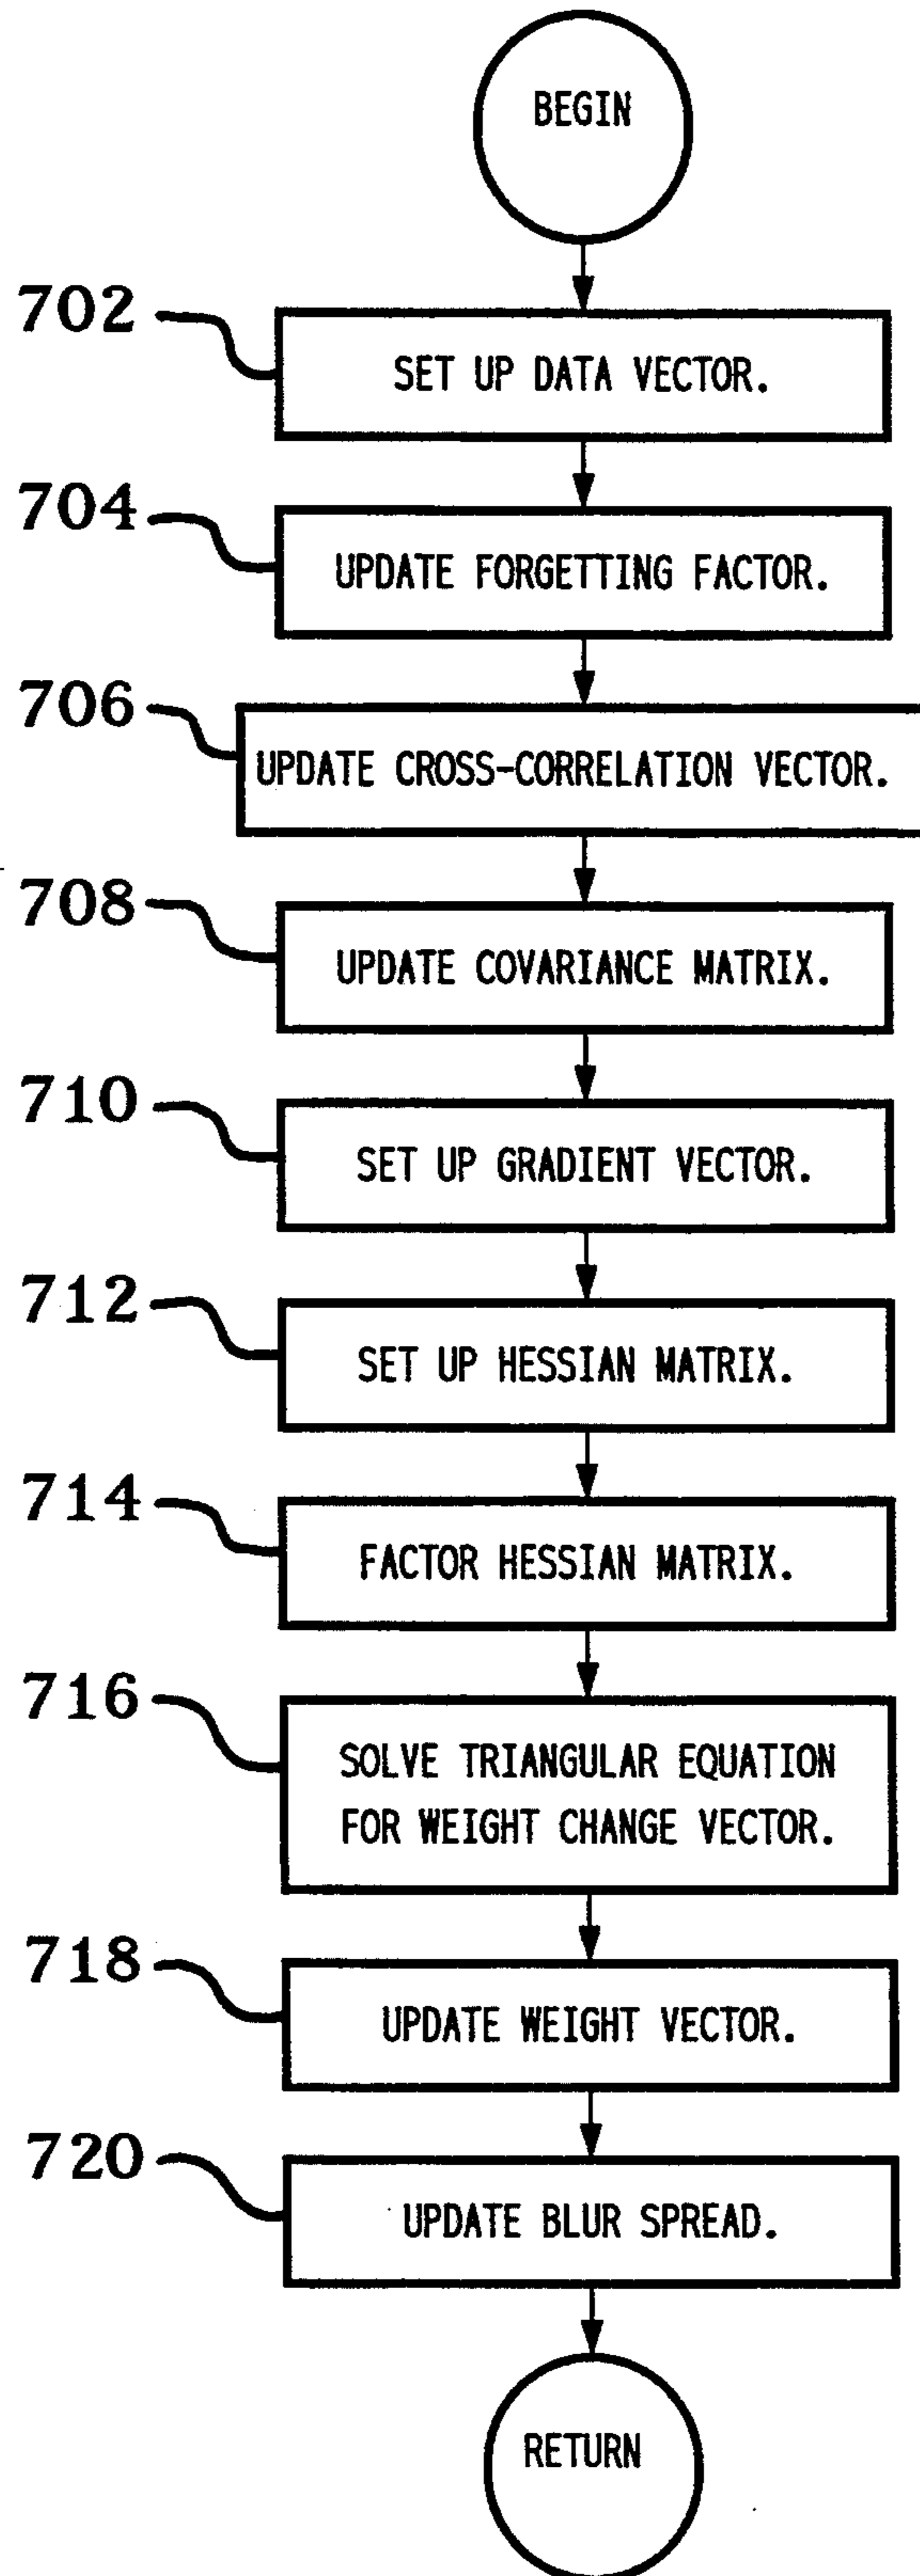 BEGIN
702
SET UP DATA VECTOR.
704
UPDATE FORGETTING FACTOR.
706
UPDATE CROSS-CORRELATION VECTOR.
708
UPDATE COVARIANCE MATRIX.
710
SET UP GRADIENT VECTOR.
712
SET UP HESSIAN MATRIX.
714
FACTOR HESSIAN MATRIX.
716
SOLVE TRIANGULAR EQUATION
FOR WEIGHT CHANGE VECTOR.
718
UPDATE WEIGHT VECTOR.
720
UPDATE BLUR SPREAD.
RETURN